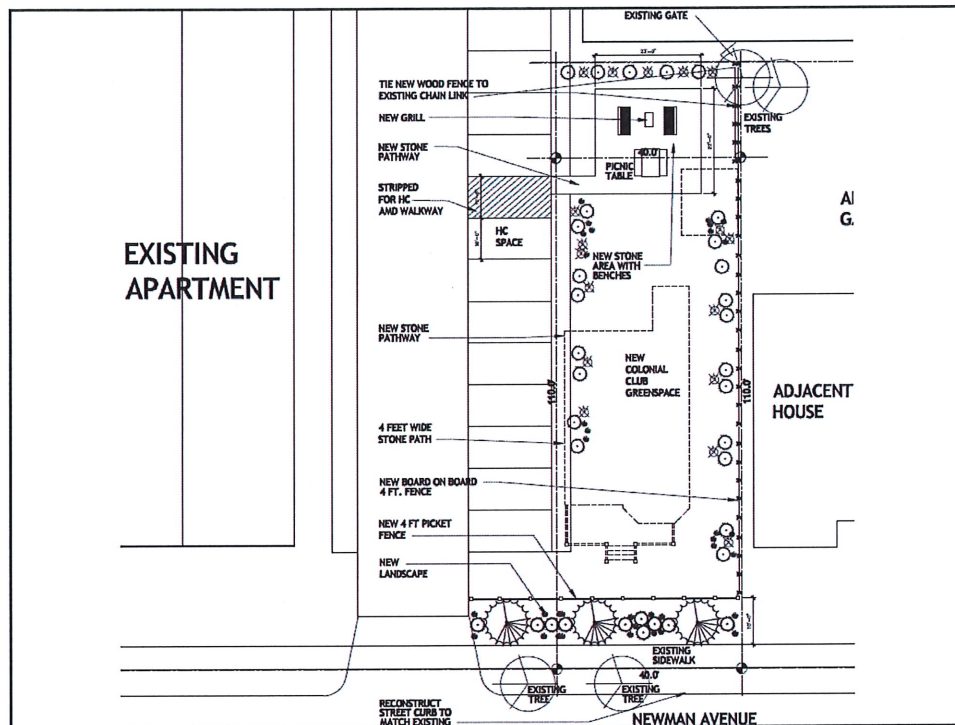 EXISTING GATE
23'-0"
TIE NEW WOOD FENCE TO
EXISTING CHAIN LINK
NEW GRILL
EXISTING
TREES
NEW STONE
PATHWAY
40.0'
PICNIC
TABLE
STRIPPED
FOR HC
AMD WALKWAY
HC
SPACE
NEW STONE
AREA WITH
BENCHES
EXISTING
APARTMENT
NEW STONE
PATHWAY
NEW
COLONIAL
CLUB
GREENSPACE
110.0'
110.0'
ADJACENT
HOUSE
4 FEET WIDE
STONE PATH
NEW BOARD ON BOARD
4 FT. FENCE
NEW 4 FT PICKET
FENCE
NEW
LANDSCAPE
EXISTING
SIDEWALK
40.0'
EXISTING
TREE
EXISTING
TREE
RECONSTRUCT
STREET CURB TO
MATCH EXISTING
NEWMAN AVENUE